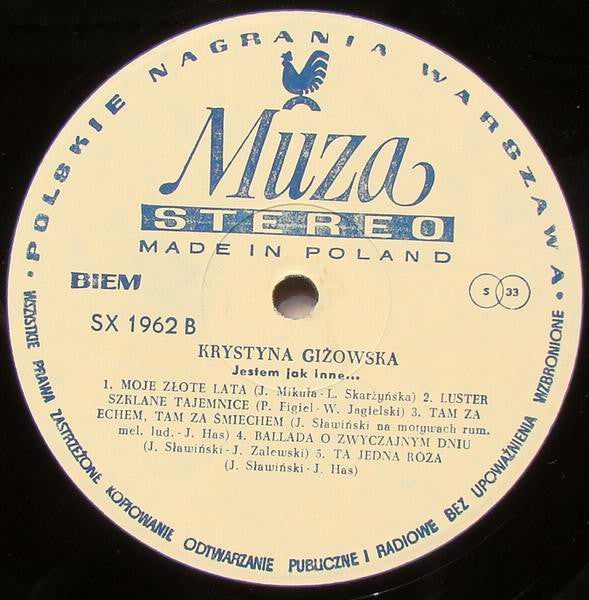 POLSKIE NAGRANIA WARSZAWA
Muza
STEREO
MADE IN POLAND
BIEM
S 33
SX 1962 B
KRYSTYNA GIŻOWSKA
Jestem jak inne...
1. MOJE ZŁOTE LATA (J. Mikuła - L. Skarżyńska) 2. LUSTER
SZKLANE TAJEMNICE (P. Figiel - W. Jagielski) 3. TAM ZA
ECHEM, TAM ZA ŚMIECHEM (J. Sławiński na motywach rum.
mel. lud. - J. Has) 4. BALLADA O ZWYCZAJNYM DNIU
(J. Sławiński - J. Zalewski) 5. TA JEDNA RÓŻA
(J. Sławiński - J. Has)
WSZYSTKIE PRAWA ZASTRZEŻONE KOPIOWANIE ODTWARZANIE PUBLICZNE I RADIOWE BEZ UPOWAŻNIENIA WZBRONIONE